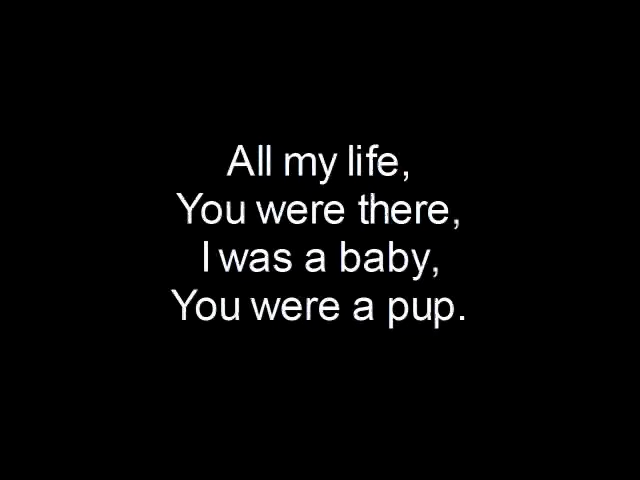 All my life,
You were there,
I was a baby,
You were a pup.